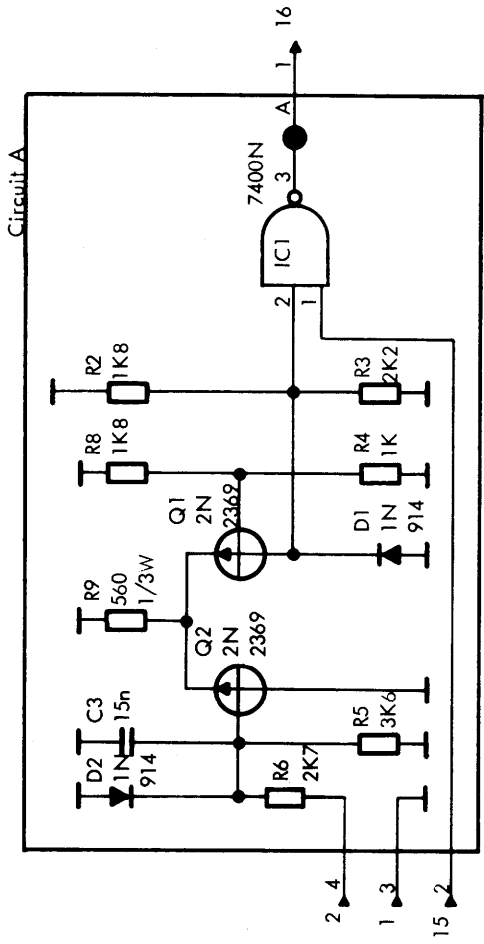 Circuit A
16
1
A
7400N
3
IC1
2
1
R2
1K8
R3
2K2
R8
1K8
R4
1K
Q1
2N
2369
D1
1N
914
R9
560
1/3W
Q2
2N
2369
C3
15n
R5
3K6
D2
1N
914
R6
2K7
2 4
1 3
15 2